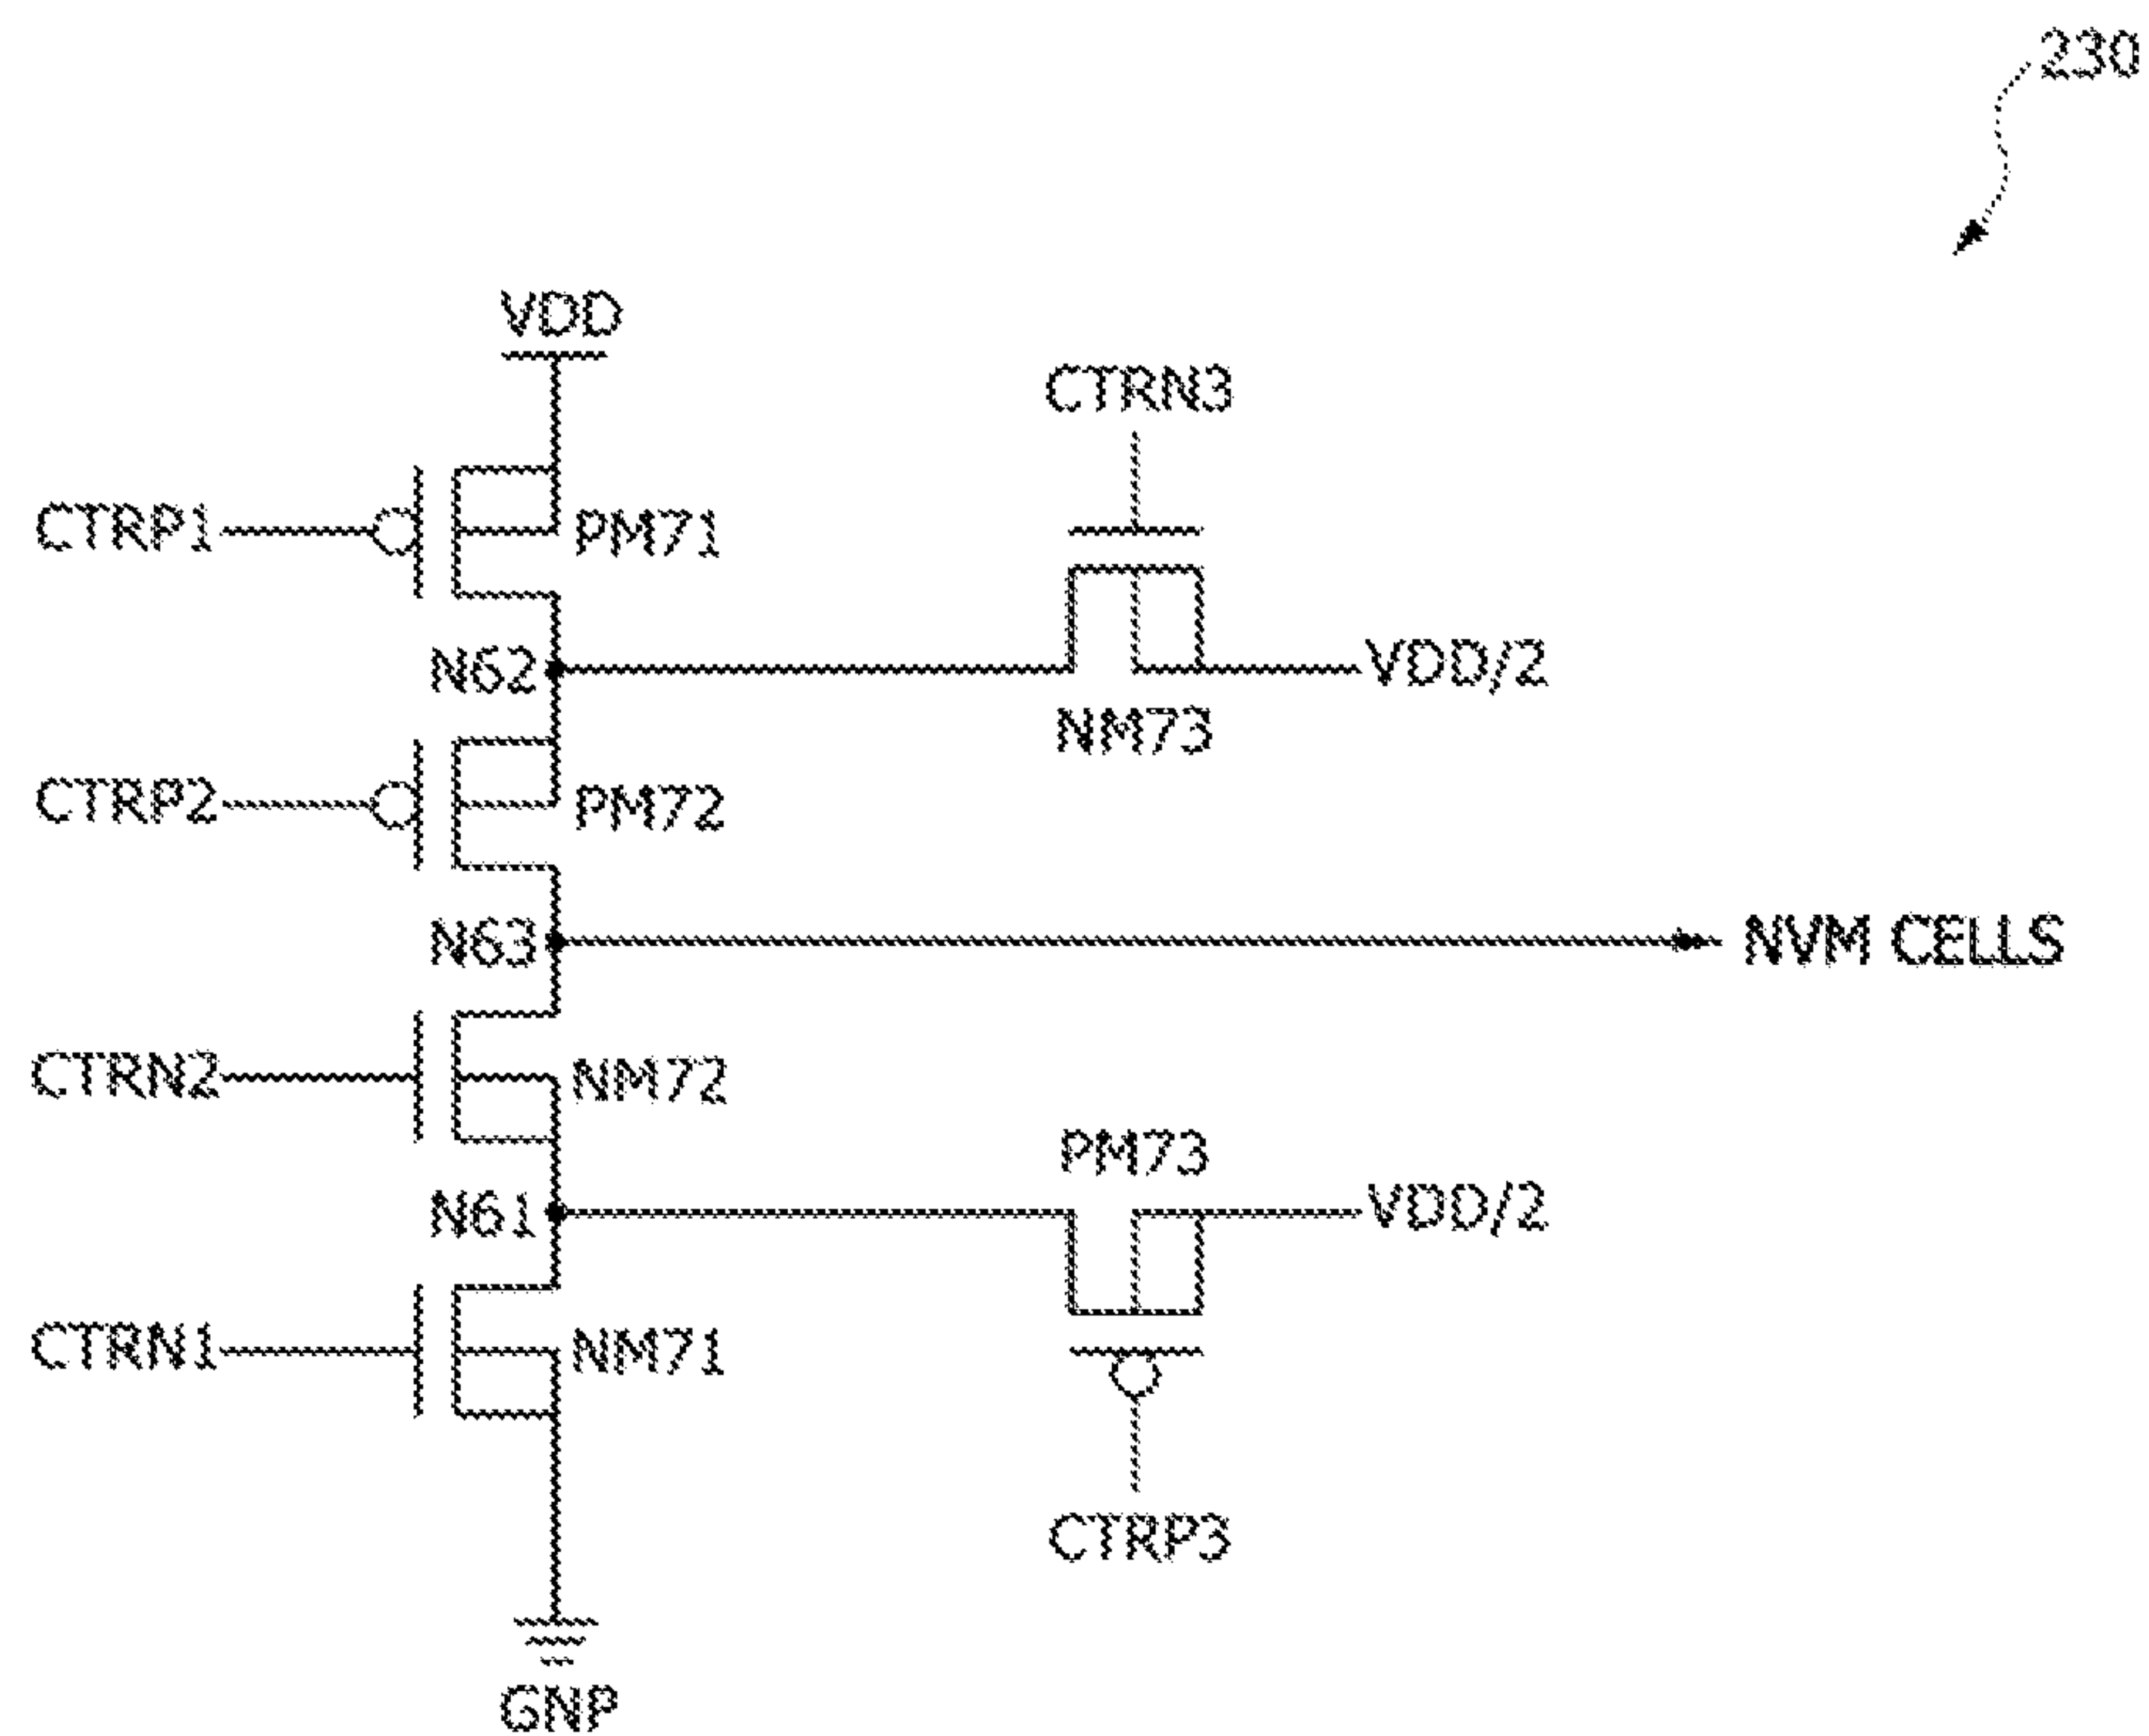 230
VDD
CTRN3
CTRP1
PM71
N62
VDD/2
NM73
CTRP2
PM72
N63
NVM CELLS
CTRN2
NM72
PM73
N61
VDD/2
CTRN1
NM71
CTRP3
GNP